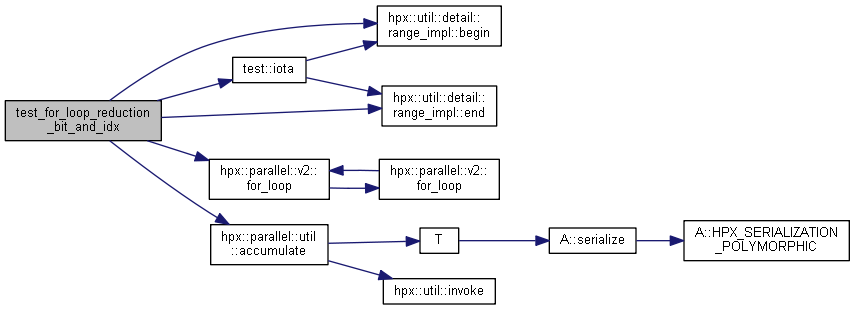 hpx::util::detail::
range_impl::begin
test::iota
hpx::util::detail::
range_impl::end
test_for_loop_reduction
_bit_and_idx
hpx::parallel::v2::
for_loop
hpx::parallel::v2::
for_loop
hpx::parallel::util
::accumulate
T
A::serialize
A::HPX_SERIALIZATION
_POLYMORPHIC
hpx::util::invoke